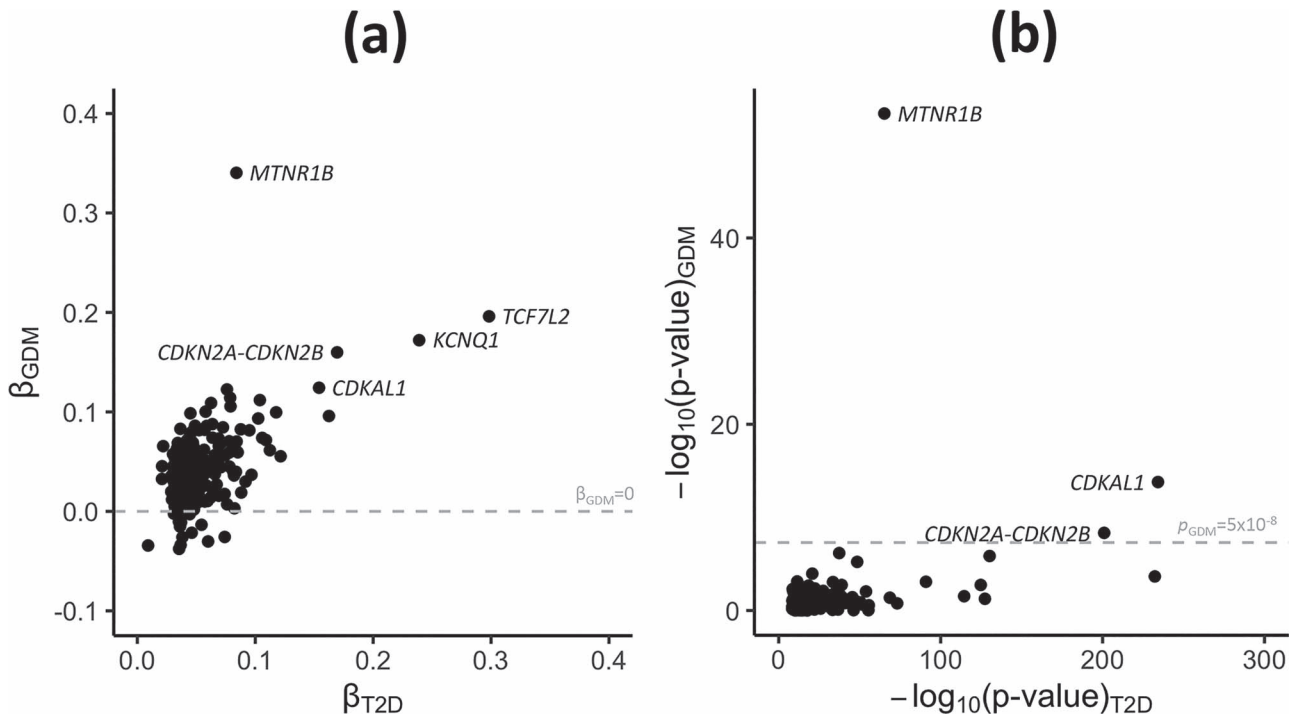 (a)
0.4
0.3
0.2
0.1
0.0
-0.1
βGDM
MTNR1B
TCF7L2
KCNQ1
CDKN2A-CDKN2B
CDKAL1
βGDM=0
0.0 0.1 0.2 0.3 0.4
βT2D
(b)
40
20
0
−log10(p-value)GDM
MTNR1B
CDKAL1
CDKN2A-CDKN2B
pGDM=5x10-8
0 100 200 300
−log10(p-value)T2D